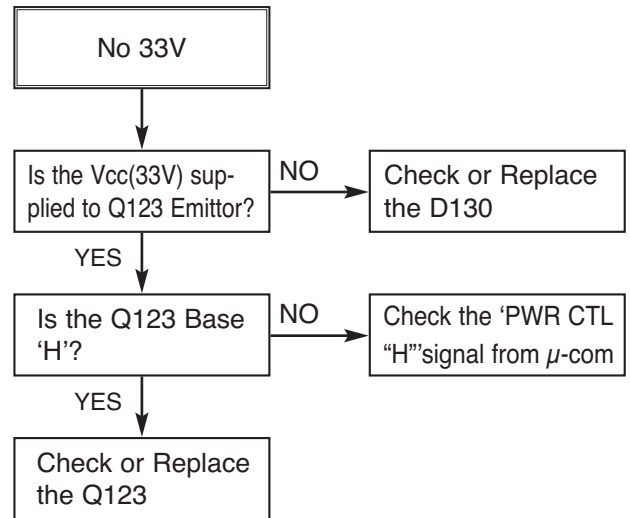 No 33V
Is the Vcc(33V) sup-
plied to Q123 Emittor?
NO
Check or Replace
the D130
YES
Is the Q123 Base
‘H’?
NO
Check the ‘PWR CTL
“H”’signal from µ-com
YES
Check or Replace
the Q123